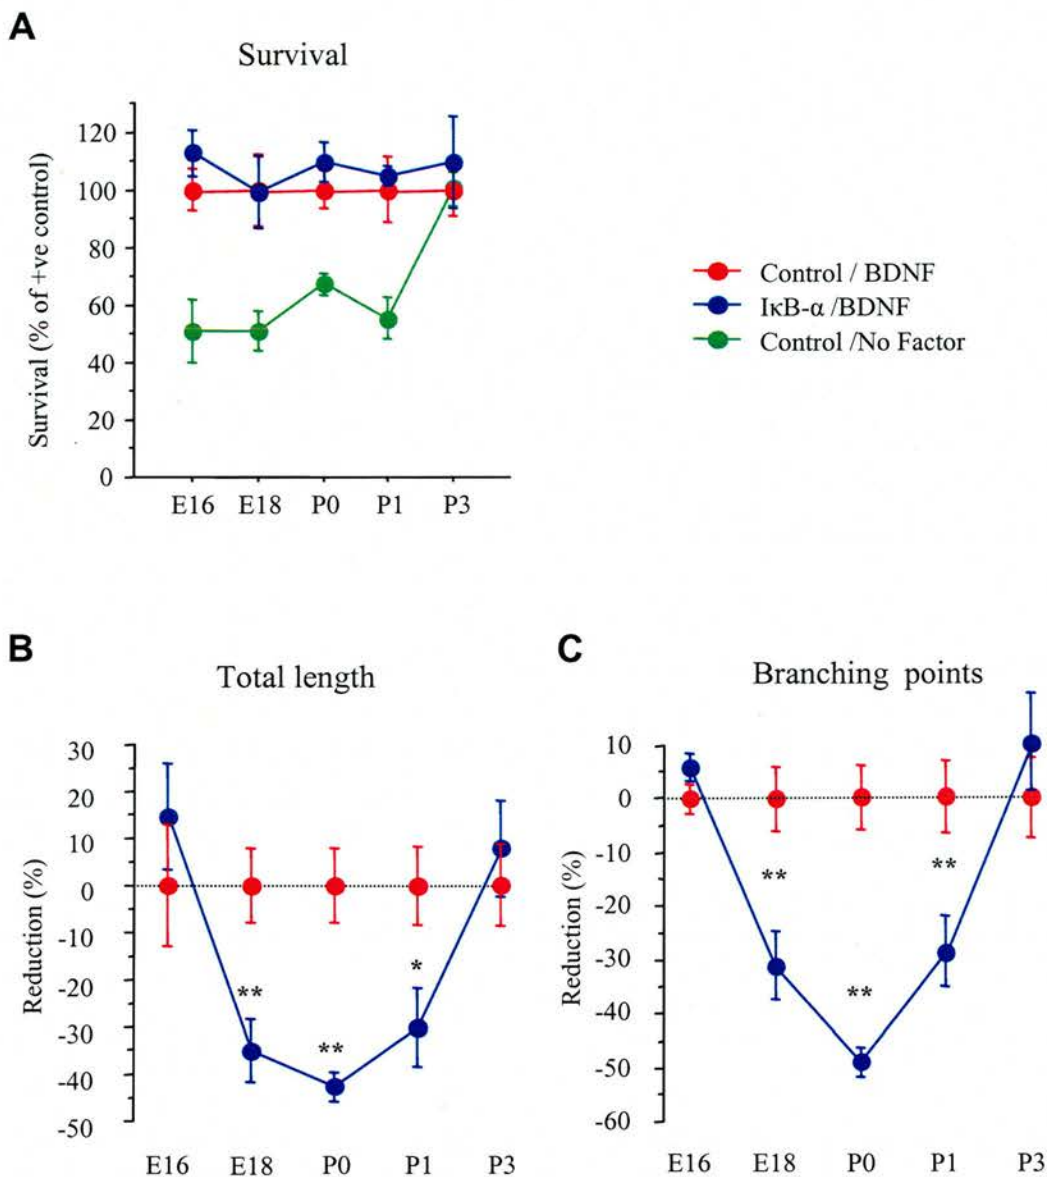 A
Survival
Survival (% of +ve control)
120
100
80
60
40
20
0
E16 E18 P0 P1 P3
Control / BDNF
IκB-α /BDNF
Control /No Factor
B
Total length
Reduction (%)
30
20
10
0
-10
-20
-30
-40
-50
**
**
*
E16 E18 P0 P1 P3
C
Branching points
Reduction (%)
10
0
-10
-20
-30
-40
-50
-60
**
**
**
E16 E18 P0 P1 P3